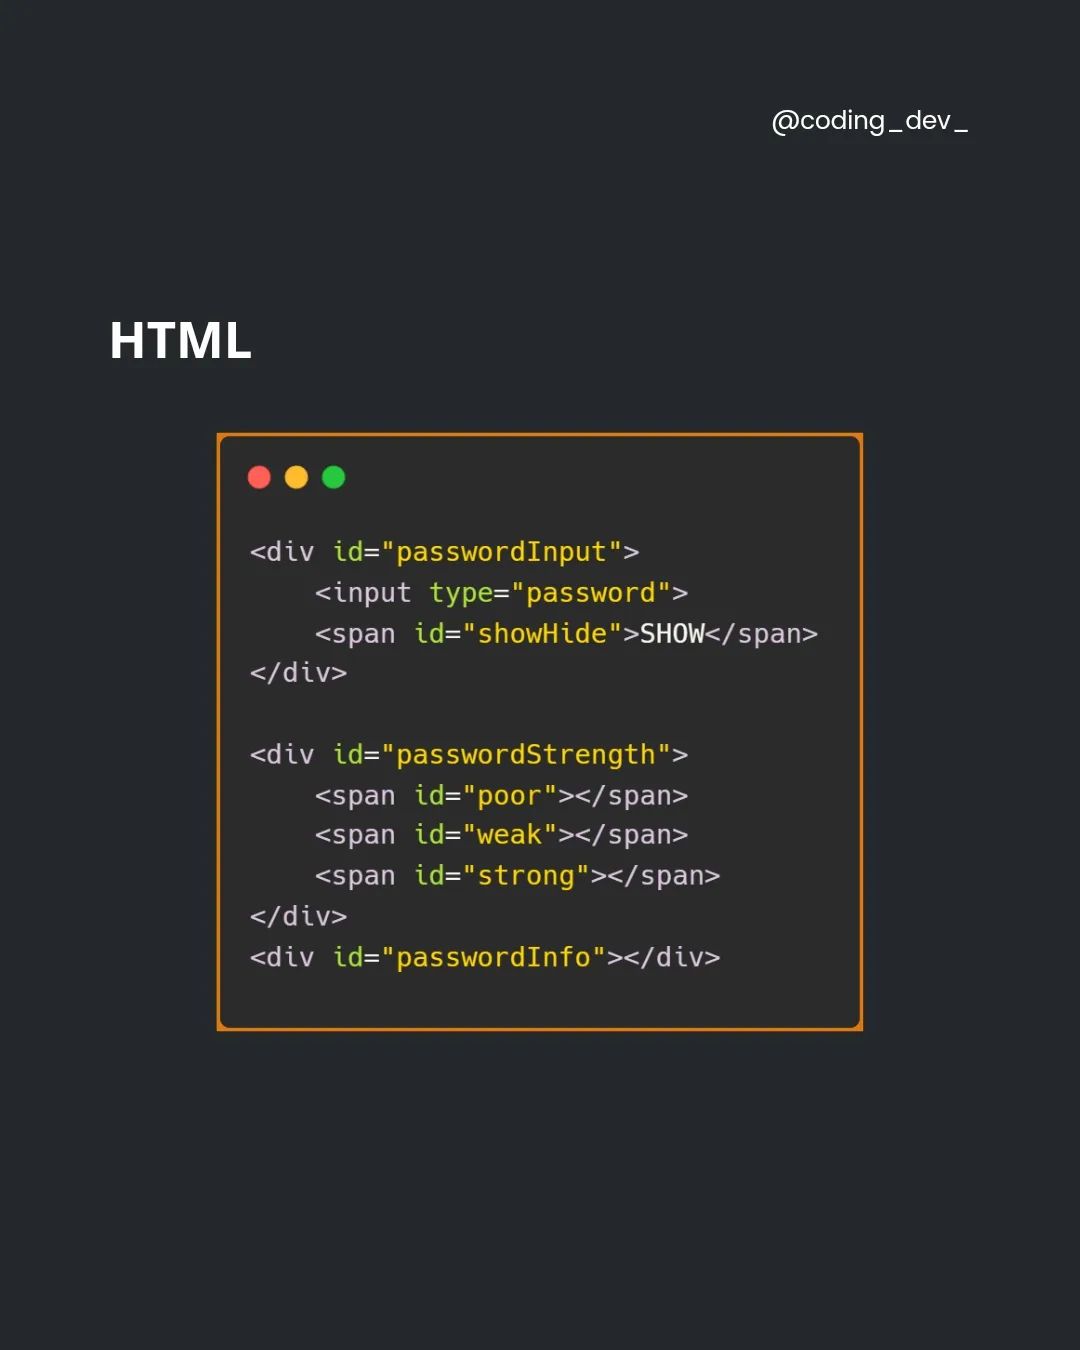 @coding_dev_
HTML
<div id="passwordInput">
    <input type="password">
    <span id="showHide">SHOW</span>
</div>

<div id="passwordStrength">
    <span id="poor"></span>
    <span id="weak"></span>
    <span id="strong"></span>
</div>
<div id="passwordInfo"></div>